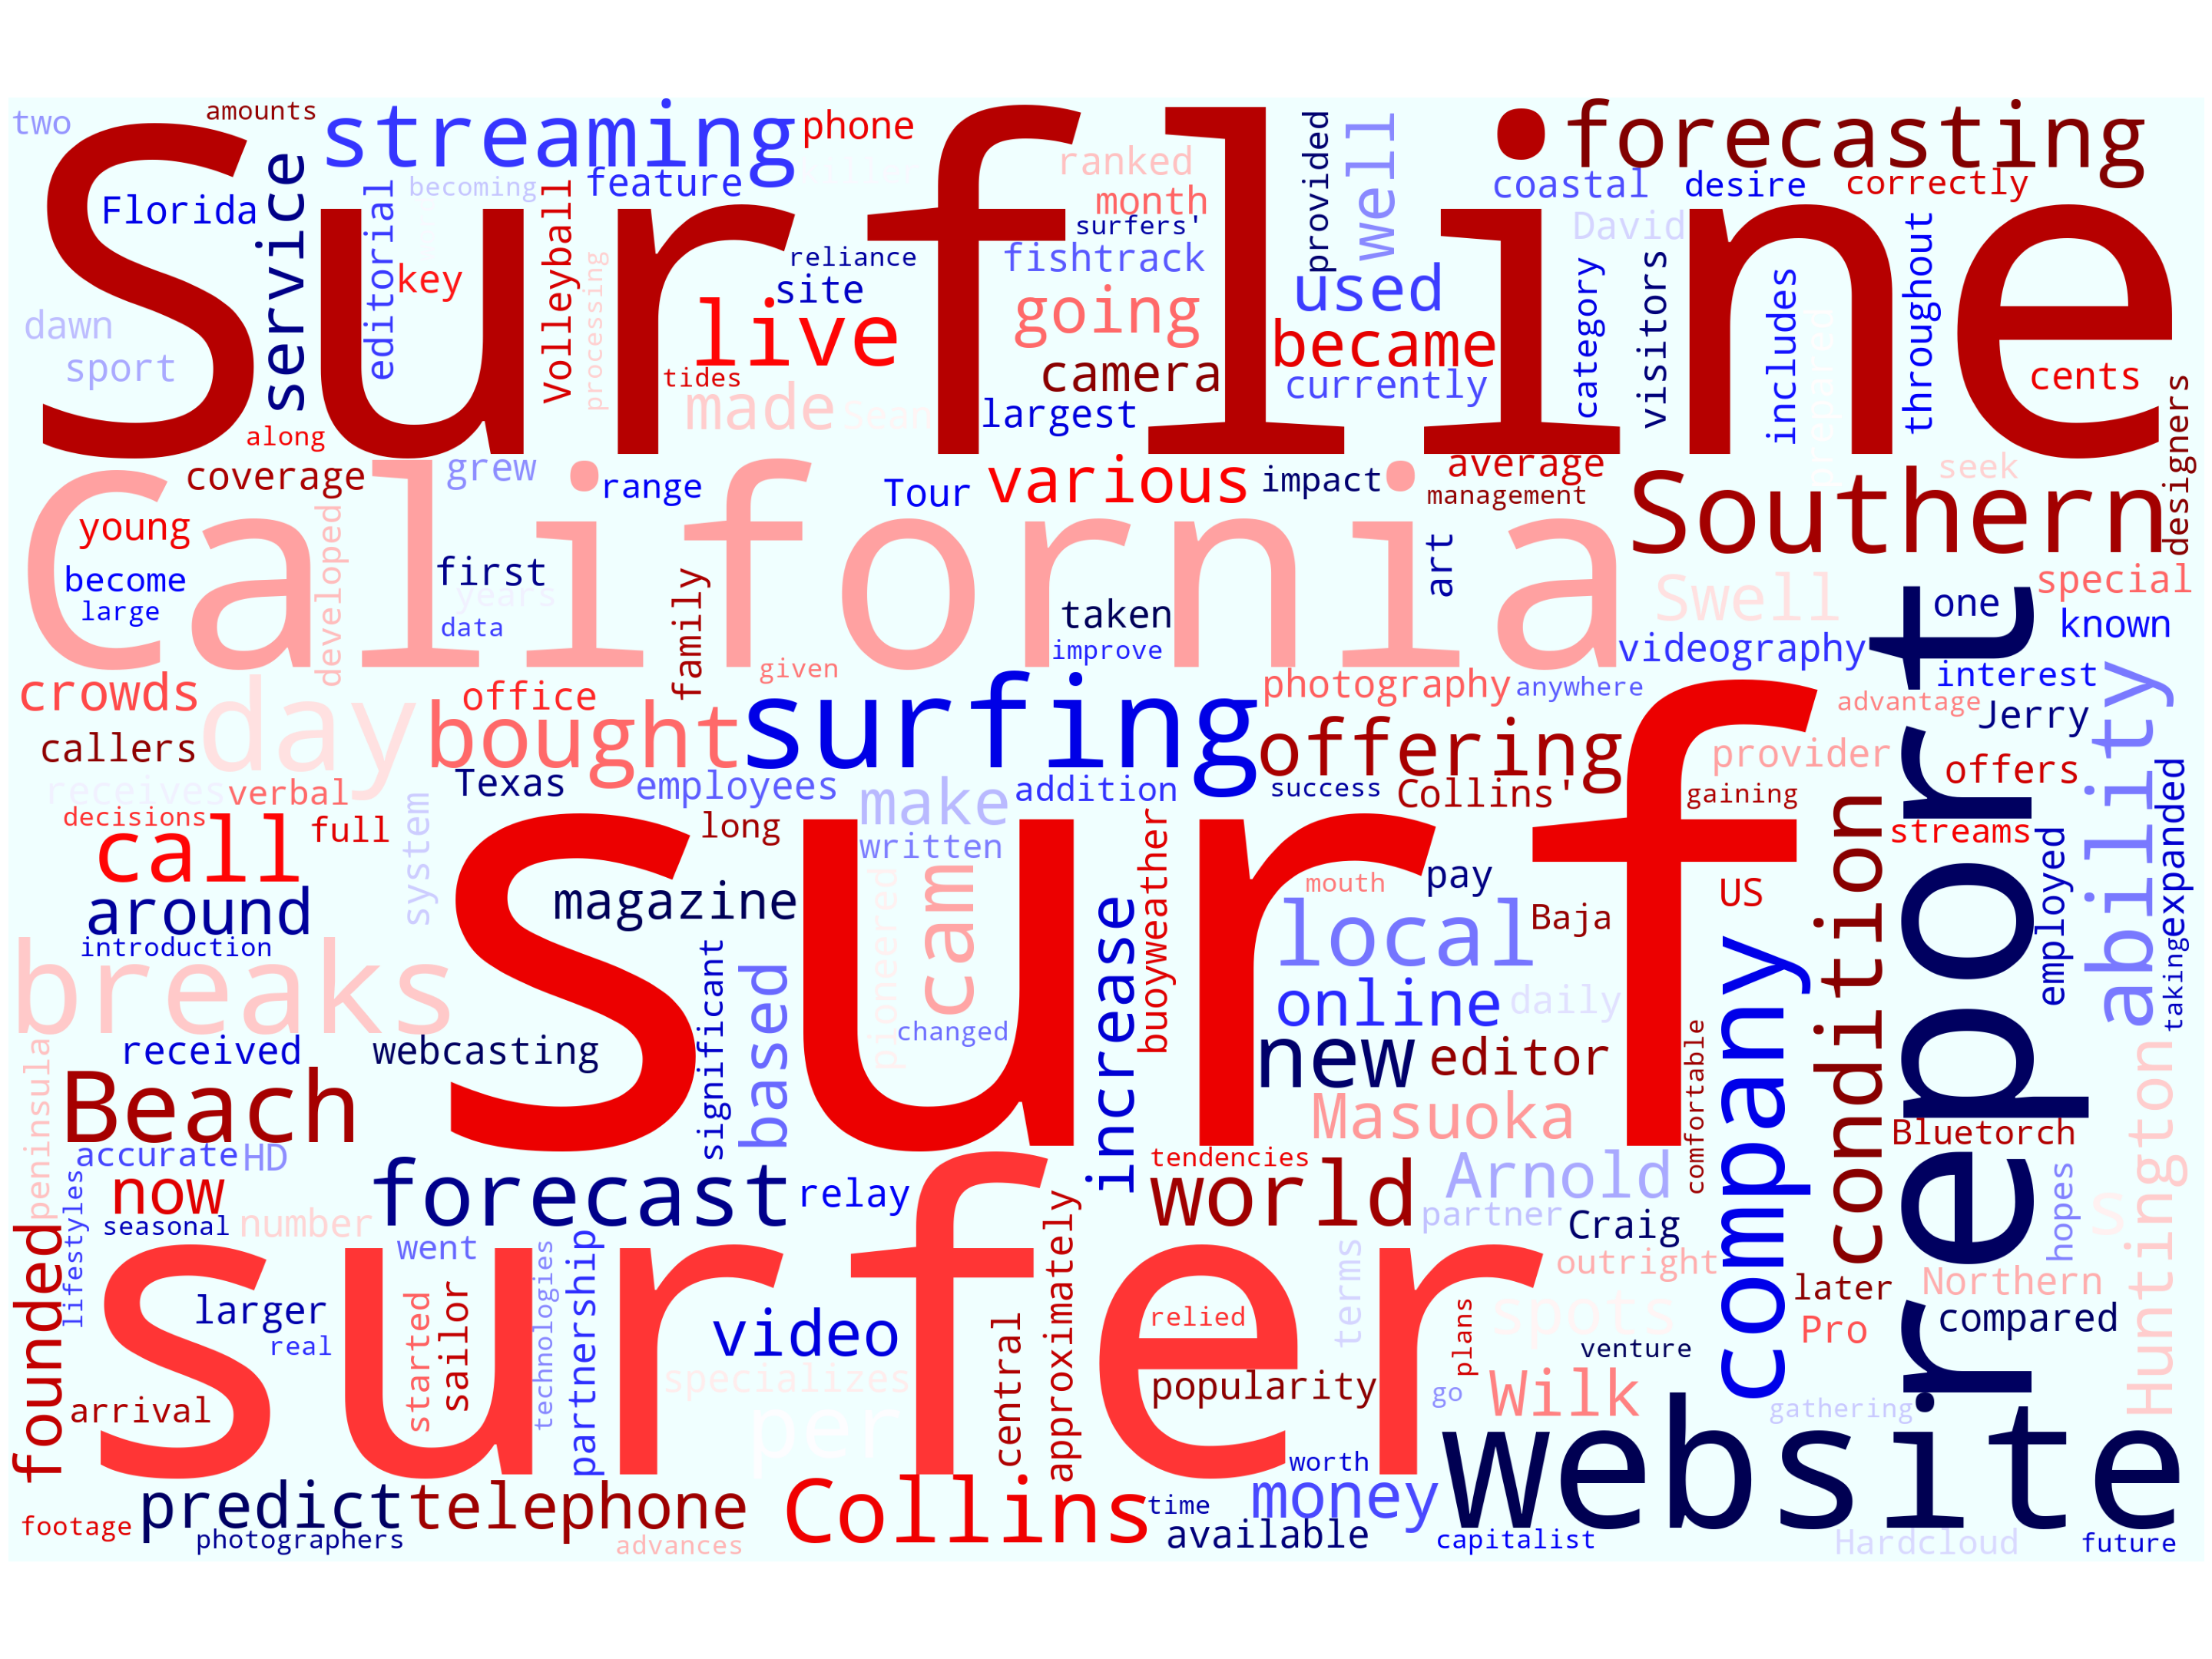 two
amounts
streaming
phone
ranked
provided
well
forecasting
Florida
service
editorial
becoming
Volleyball
feature
month
coastal
desire
correctly
Surfline
key
processing
reliance
site
surfers'
fishtrack
used
David
category
visitors
includes
throughout
dawn
sport
live
going
became
prepared
cents
tides
made
Sean
camera
largest
currently
designers
along
coverage
grew
range
Tour
various
impact
average
management
Southern
seek
young
California
developed
become
large
first
years
data
family
taken
improve
given
art
Swell
special
one
known
videography
interest
crowds
day
office
bought
surfing
photography
anywhere
advantage
Jerry
callers
offering
provider
offers
ability
receives
verbal
Texas
employees
addition
success
Collins'
gaining
report
expanded
decisions
call
full
system
long
make
written
buoyweather
surf
streams
condition
employed
around
magazine
pioneered
cam
increase
mouth
pay
local
Baja
US
company
introduction
breaks
significant
based
changed
online
daily
taking
received
webcasting
new
editor
comfortable
peninsula
Beach
Masuoka
Bluetorch
Huntington
accurate
HD
tendencies
now
forecast
relay
world
Arnold
hopes
S
lifestyles
seasonal
number
partner
Craig
founded
went
surfer
approximately
terms
outright
Northern
larger
real
started
sailor
technologies
partnership
video
central
relied
plans
spots
later
Pro
compared
specializes
venture
arrival
per
popularity
go
Wilk
gathering
website
predict
telephone
Collins
time
worth
money
footage
photographers
advances
available
capitalist
Hardcloud
future